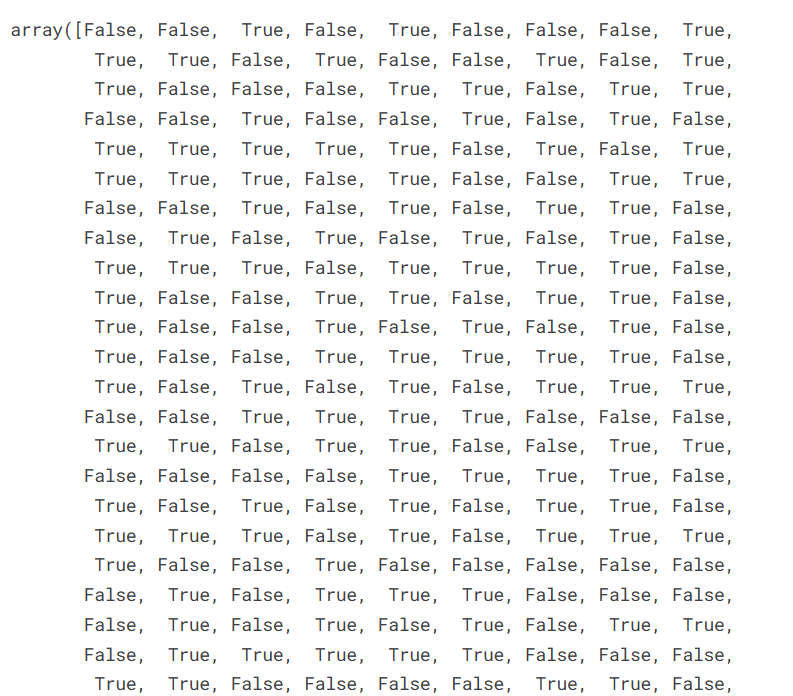 array([False, False, True, False, True, False, False, False, True,
True, True, False, True, False, False, True, False, True,
True, False, False, False, True, True, False, True, True,
False, False, True, False, False, True, False, True, False,
True, True, True, True, True, False, True, False, True,
True, True, True, False, True, False, False, True, True,
False, False, True, False, True, False, True, True, False,
False, True, False, True, False, True, False, True, False,
True, True, True, False, True, True, True, True, False,
True, False, False, True, True, False, True, True, False,
True, False, False, True, False, True, False, True, False,
True, False, False, True, True, True, True, True, False,
True, False, True, False, True, False, True, True, True,
False, False, True, True, True, True, False, False, False,
True, True, False, True, True, False, False, True, True,
False, False, False, False, True, True, True, True, False,
True, False, True, False, True, False, True, True, False,
True, True, True, False, True, False, True, True, True,
True, False, False, True, False, False, False, False, False,
False, True, False, True, True, True, False, False, False,
False, True, False, True, False, True, False, True, True,
False, True, True, True, True, True, False, False, False,
True, True, False, False, False, False, True, True, False,